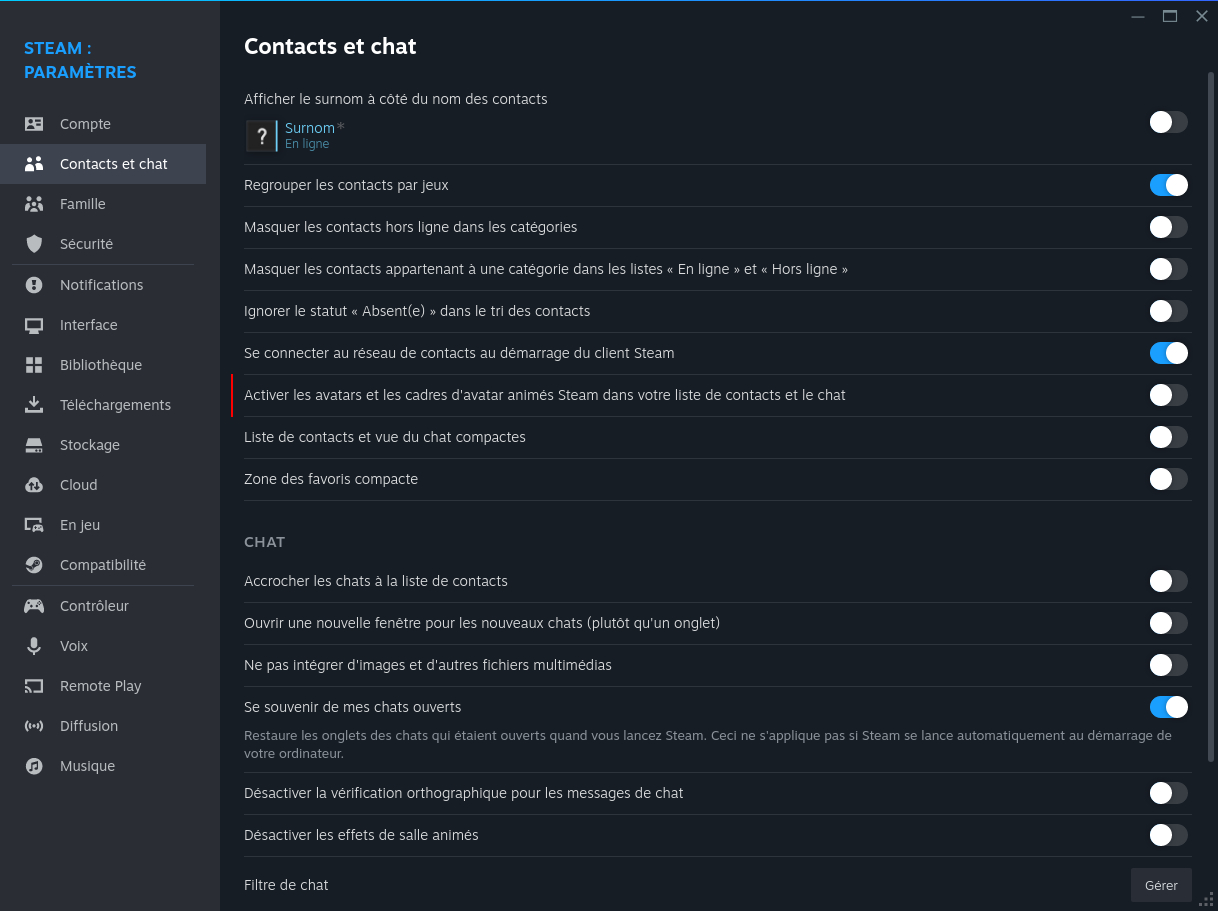 STEAM :
PARAMÈTRES
Compte
Contacts et chat
Famille
Sécurité
Notifications
Interface
Bibliothèque
Téléchargements
Stockage
Cloud
En jeu
Compatibilité
Contrôleur
Voix
Remote Play
Diffusion
Musique
Contacts et chat
Afficher le surnom à côté du nom des contacts
?
Surnom*
En ligne
Regrouper les contacts par jeux
Masquer les contacts hors ligne dans les catégories
Masquer les contacts appartenant à une catégorie dans les listes « En ligne » et « Hors ligne »
Ignorer le statut « Absent(e) » dans le tri des contacts
Se connecter au réseau de contacts au démarrage du client Steam
Activer les avatars et les cadres d'avatar animés Steam dans votre liste de contacts et le chat
Liste de contacts et vue du chat compactes
Zone des favoris compacte
CHAT
Accrocher les chats à la liste de contacts
Ouvrir une nouvelle fenêtre pour les nouveaux chats (plutôt qu'un onglet)
Ne pas intégrer d'images et d'autres fichiers multimédias
Se souvenir de mes chats ouverts
Restaure les onglets des chats qui étaient ouverts quand vous lancez Steam. Ceci ne s'applique pas si Steam se lance automatiquement au démarrage de
votre ordinateur.
Désactiver la vérification orthographique pour les messages de chat
Désactiver les effets de salle animés
Filtre de chat
Gérer